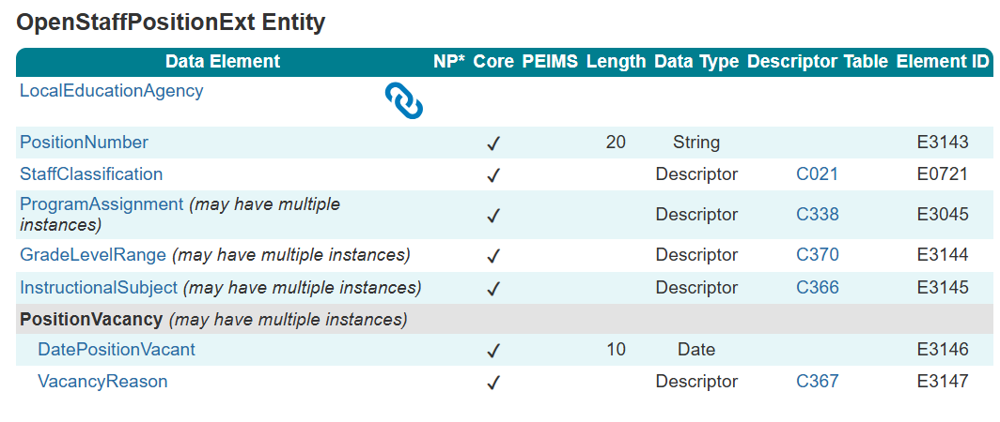 OpenStaffPositionExt Entity
Data Element NP* Core PEIMS Length Data Type Descriptor Table Element ID
LocalEducationAgency
PositionNumber ✓ 20 String E3143
StaffClassification ✓ Descriptor C021 E0721
ProgramAssignment (may have multiple
instances) ✓ Descriptor C338 E3045
GradeLevelRange (may have multiple instances) ✓ Descriptor C370 E3144
InstructionalSubject (may have multiple instances) ✓ Descriptor C366 E3145
PositionVacancy (may have multiple instances)
DatePositionVacant ✓ 10 Date E3146
VacancyReason ✓ Descriptor C367 E3147